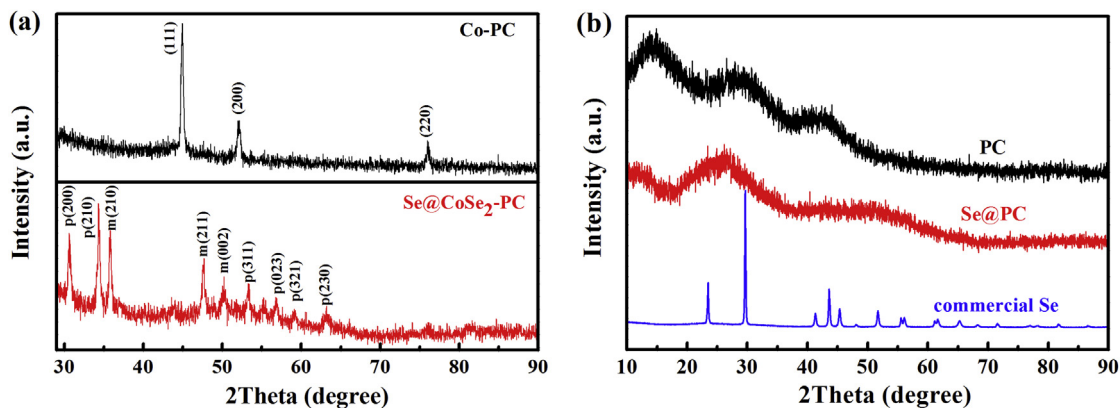 (a)
Co-PC
(111)
(200)
(220)
Se@CoSe₂-PC
p(200)
p(210)
m(210)
m(211)
m(002)
p(311)
p(023)
p(321)
p(230)
Intensity (a.u.)
30 40 50 60 70 80 90
2Theta (degree)
(b)
PC
Se@PC
commercial Se
Intensity (a.u.)
10 20 30 40 50 60 70 80 90
2Theta (degree)